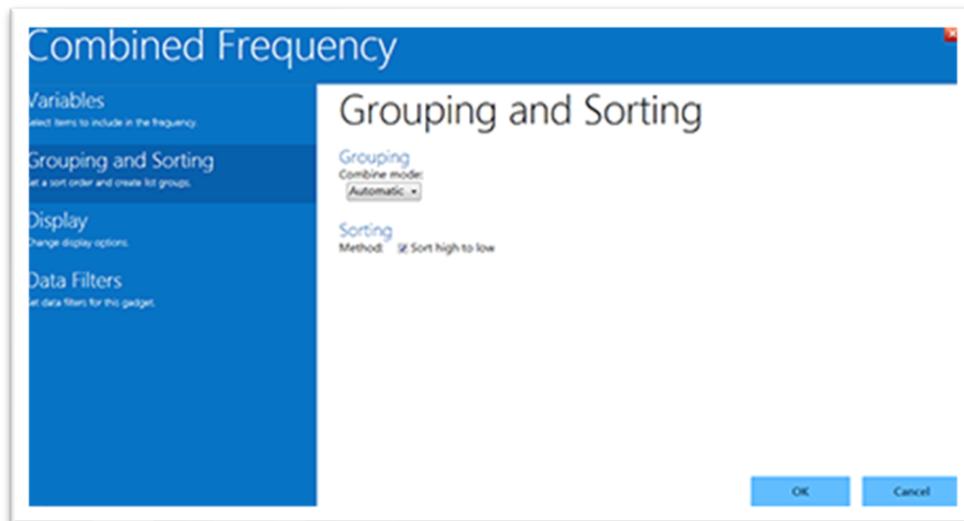 Combined Frequency
Variables
Select items to include in the frequency.
Grouping and Sorting
Set a sort order and create list groups.
Display
Change display options.
Data Filters
Set data filters for this gadget.
Grouping and Sorting
Grouping
Combine mode:
Automatic
Sorting
Method: Sort high to low
OK Cancel